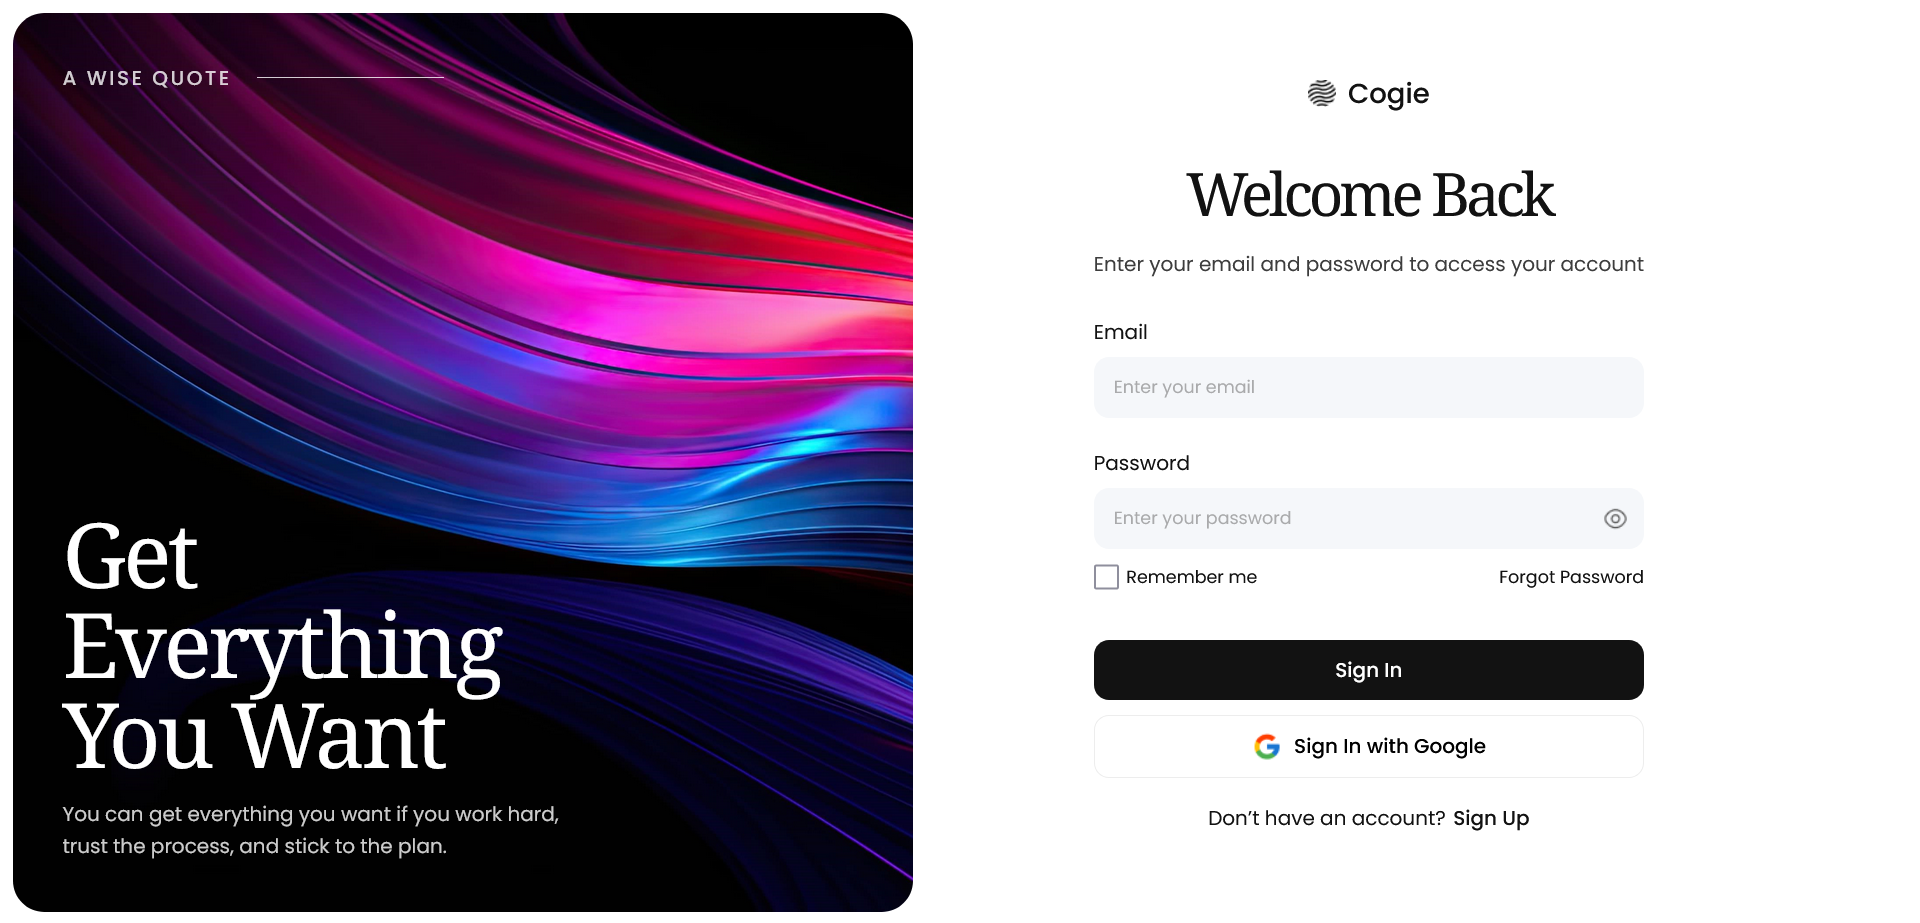 A WISE QUOTE
Get
Everything
You Want
You can get everything you want if you work hard,
trust the process, and stick to the plan.
Cogie
Welcome Back
Enter your email and password to access your account
Email
Enter your email
Password
Enter your password
Remember me
Forgot Password
Sign In
Sign In with Google
Don’t have an account? Sign Up